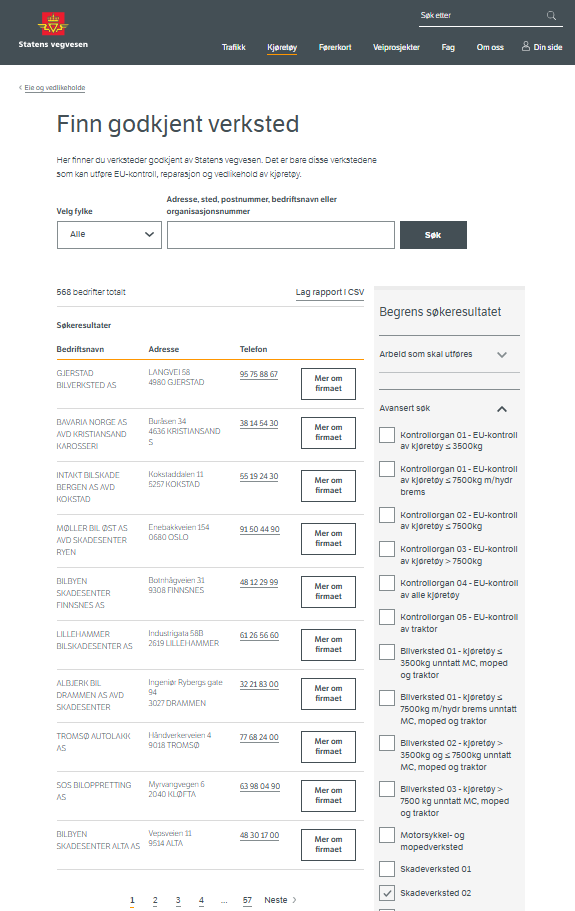 Søk etter
Statens vegvesen
Trafikk Kjøretøy Førerkort Veiprosjekter Fag Om oss Din side
Eie og vedlikeholde
Finn godkjent verksted
Her finner du verksteder godkjent av Statens vegvesen. Det er bare disse verkstedene
som kan utføre EU-kontroll, reparasjon og vedlikehold av kjøretøy.
Velg fylke
Alle
Adresse, sted, postnummer, bedriftsnavn eller
organisasjonsnummer
Søk
568 bedrifter totalt
Lag rapport i CSV
Søkeresultater
Bedriftsnavn Adresse Telefon
GJERSTAD
BILVERKSTED AS
LANGVEI 58
4980 GJERSTAD
95 75 88 67
Mer om
firmaet
BAVARIA NORGE AS
AVD KRISTIANSAND
KAROSSERI
Buråsen 34
4636 KRISTIANSAND
S
38 14 54 30
Mer om
firmaet
INTAKT BILSKADE
BERGEN AS AVD
KOKSTAD
Kokstaddalen 11
5257 KOKSTAD
55 19 24 30
Mer om
firmaet
MØLLER BIL ØST AS
AVD SKADESENTER
RYEN
Enebakkveien 154
0680 OSLO
91 50 44 90
Mer om
firmaet
BILBYEN
SKADESENTER
FINNSNES AS
Botnhågveien 31
9308 FINNSNES
48 12 29 99
Mer om
firmaet
LILLEHAMMER
BILSKADESENTER AS
Industrigata 58B
2619 LILLEHAMMER
61 26 56 60
Mer om
firmaet
ALBJERK BIL
DRAMMEN AS AVD
SKADESENTER
Ingeniør Rybergs gate
94
3027 DRAMMEN
32 21 83 00
Mer om
firmaet
TROMSØ AUTOLAKK
AS
Håndverkerveien 4
9018 TROMSØ
77 68 24 00
Mer om
firmaet
SOS BILOPPRETTING
AS
Myrvangvegen 6
2040 KLØFTA
63 98 04 90
Mer om
firmaet
BILBYEN
SKADESENTER ALTA AS
Vepsveien 11
9514 ALTA
48 30 17 00
Mer om
firmaet
1 2 3 4 ... 57 Neste
Begrens søkeresultatet
Arbeid som skal utføres
Avansert søk
Kontrollorgan 01 - EU-kontroll
av kjøretøy ≤ 3500kg
Kontrollorgan 01 - EU-kontroll
av kjøretøy ≤ 7500kg m/hydr
brems
Kontrollorgan 02 - EU-kontroll
av kjøretøy ≤ 7500kg
Kontrollorgan 03 - EU-kontroll
av kjøretøy > 7500kg
Kontrollorgan 04 - EU-kontroll
av alle kjøretøy
Kontrollorgan 05 - EU-kontroll
av traktor
Bilverksted 01 - kjøretøy ≤
3500kg unntatt MC, moped
og traktor
Bilverksted 01 - kjøretøy ≤
7500kg m/hydr brems unntatt
MC, moped og traktor
Bilverksted 02 - kjøretøy >
3500kg og ≤ 7500kg unntatt
MC, moped og traktor
Bilverksted 03 - kjøretøy >
7500 kg unntatt MC, moped
og traktor
Motorsykkel- og
mopedverksted
Skadeverksted 01
Skadeverksted 02